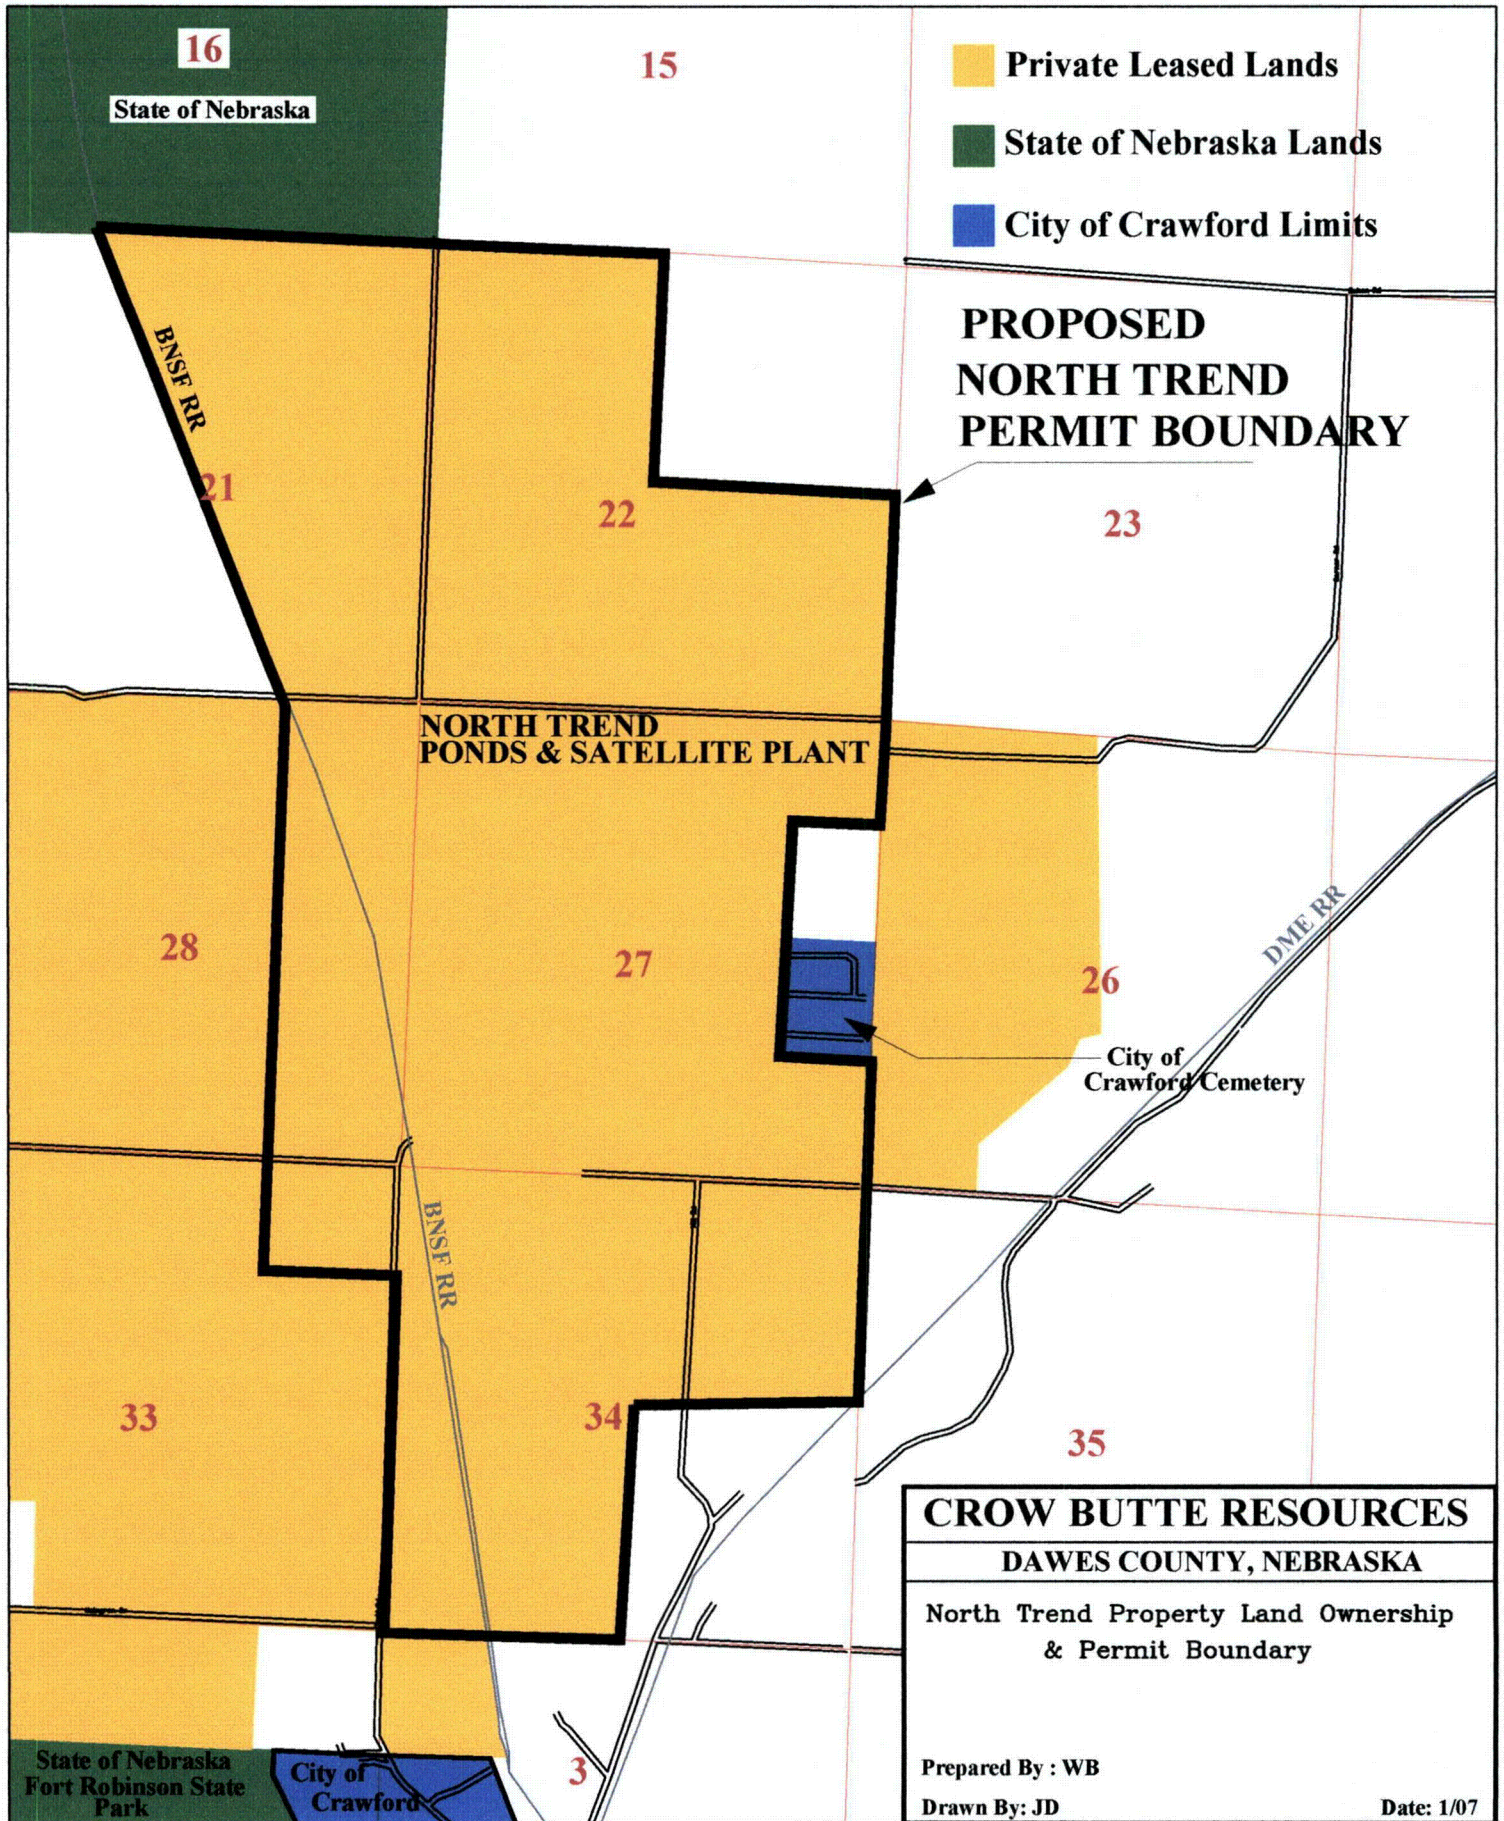 16
State of Nebraska
15
Private Leased Lands
State of Nebraska Lands
City of Crawford Limits
PROPOSED
NORTH TREND
PERMIT BOUNDARY
BNSF RR
21
22
23
NORTH TREND
PONDS & SATELLITE PLANT
28
27
26
DME RR
City of
Crawford Cemetery
BNSF RR
33
34
35
State of Nebraska
Fort Robinson State
Park
City of
Crawford
3
CROW BUTTE RESOURCES
DAWES COUNTY, NEBRASKA
North Trend Property Land Ownership
& Permit Boundary
Prepared By : WB
Drawn By: JD
Date: 1/07